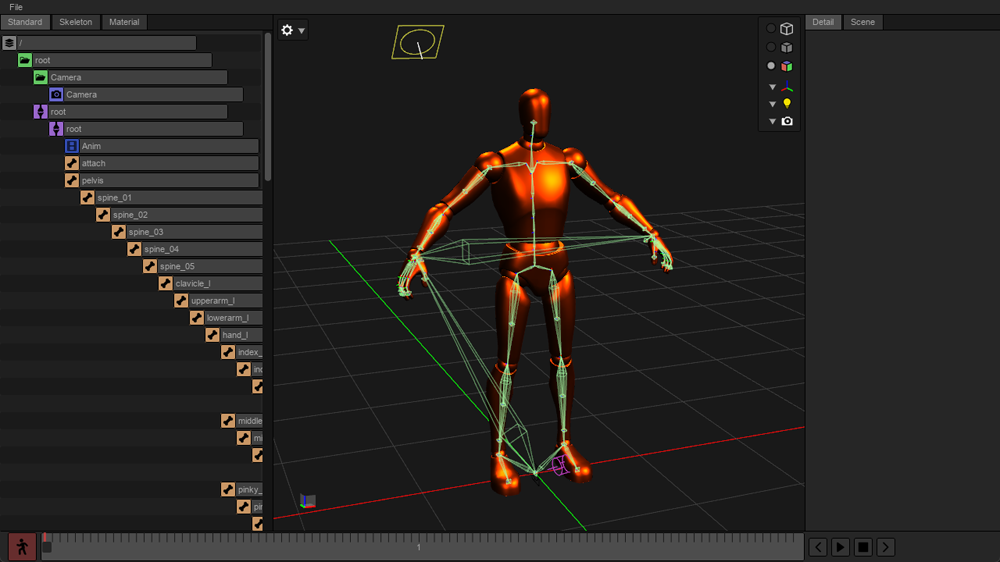 File
Standard Skeleton Material Detail Scene
/
root
Camera
Camera
root
root
Anim
attach
pelvis
spine_01
spine_02
spine_03
spine_04
spine_05
clavicle_l
upperarm_l
lowerarm_l
hand_l
index_
in
middle
mi
pinky_
pi
1